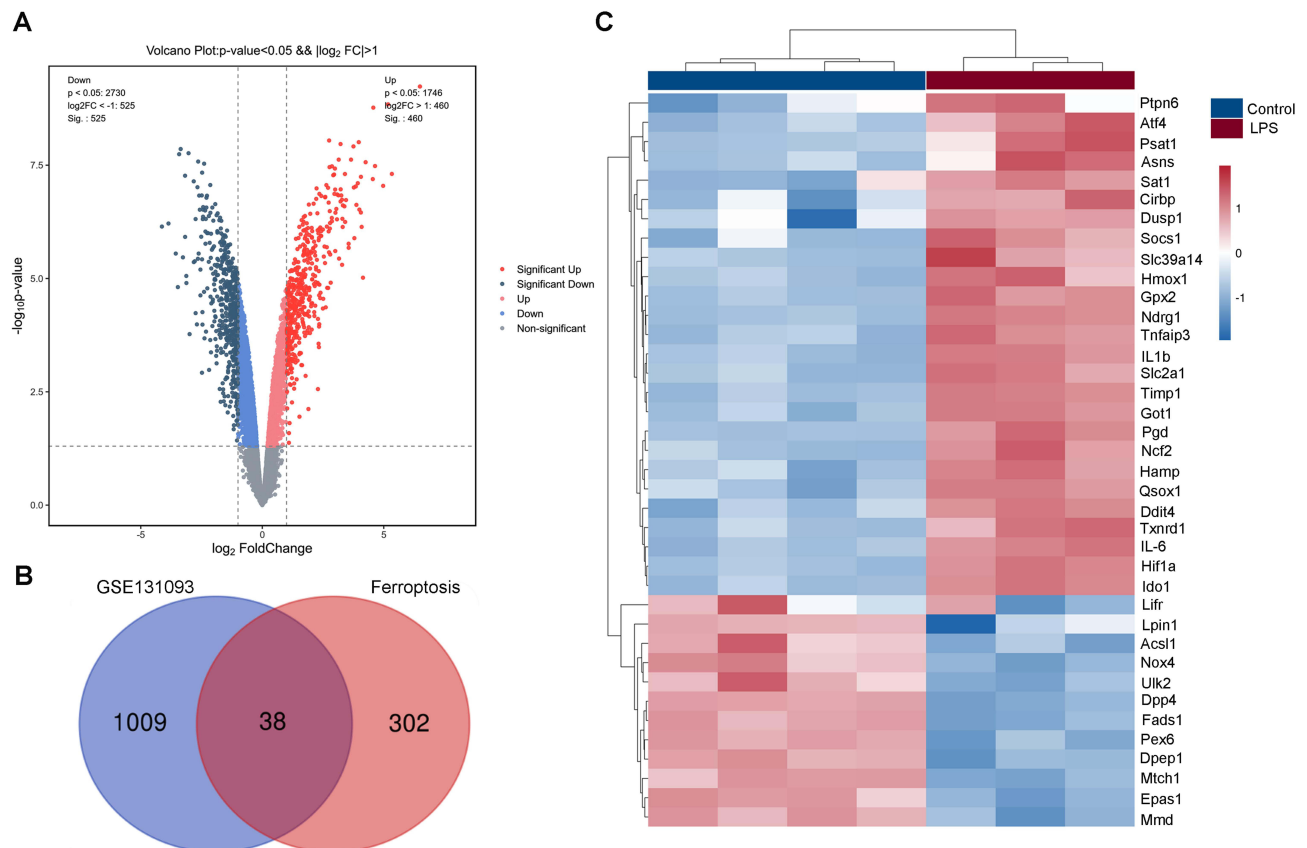 A
Volcano Plot:p-value<0.05 && |log2 FC|>1
Down
p < 0.05: 2730
log2FC < -1: 525
Sig. : 525
Up
p < 0.05: 1746
log2FC > 1: 460
Sig. : 460
7.5
5.0
2.5
0.0
-log10p-value
-5
0
5
log2 FoldChange
Significant Up
Significant Down
Up
Down
Non-significant
B
GSE131093
Ferroptosis
1009
38
302
C
Ptpn6
Atf4
Psat1
Asns
Sat1
Cirbp
Dusp1
Socs1
Slc39a14
Hmox1
Gpx2
Ndrg1
Tnfaip3
IL1b
Slc2a1
Timp1
Got1
Pgd
Ncf2
Hamp
Qsox1
Ddit4
Txnrd1
IL-6
Hif1a
Ido1
Lifr
Lpin1
Acsl1
Nox4
Ulk2
Dpp4
Fads1
Pex6
Dpep1
Mtch1
Epas1
Mmd
Control
LPS
1
0
-1